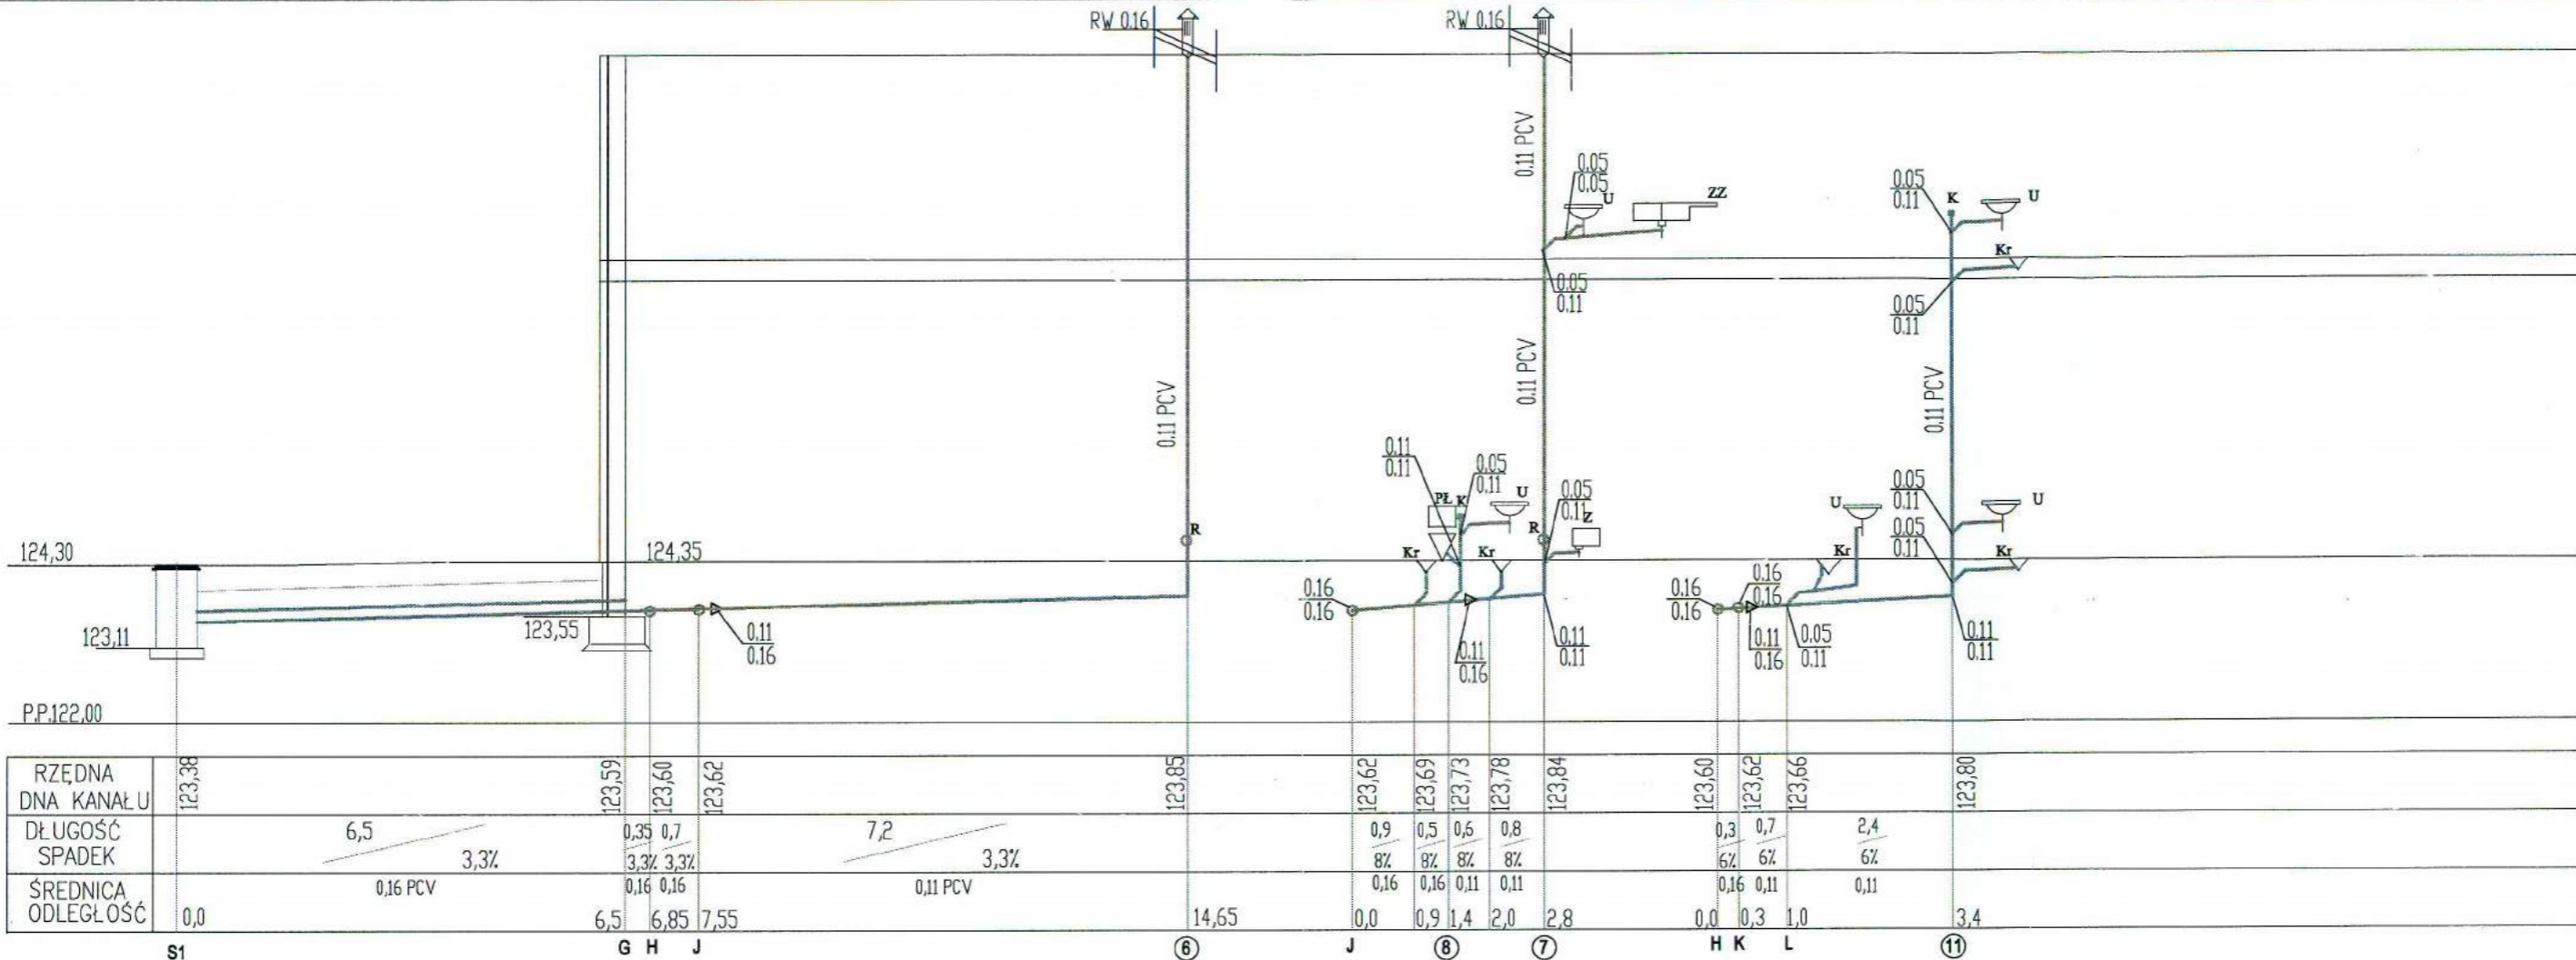 RW 0.16
RW 0.16
0.11 PCV
0.05
0.05
U
ZZ
0.05
0.11
K
U
Kr
0.05
0.11
0.05
0.11
0.11 PCV
0.11 PCV
0.11 PCV
0.11
0.11
0.05
0.11
PŁ
K
U
0.05
0.11
Z
R
R
0.05
0.11
U
U
0.05
0.11
Kr
Kr
Kr
Kr
124,30
124,35
0.16
0.16
0.16
0.16
0.16
0.16
123,11
123,55
0.11
0.16
0.11
0.16
0.11
0.11
0.11
0.16
0.05
0.11
0.11
0.11
P.P.122,00
RZĘDNA
DNA KANAŁU
123,38
123,59
123,60
123,62
123,85
123,62
123,69
123,73
123,78
123,84
123,60
123,62
123,66
123,80
DŁUGOŚĆ
SPADEK
6,5
0,35
0,7
7,2
0,9
0,5
0,6
0,8
0,3
0,7
2,4
3,3%
3,3%
3,3%
3,3%
8%
8%
8%
8%
6%
6%
6%
ŚREDNICA
ODLEGŁOŚĆ
0,16 PCV
0,16
0,16
0,11 PCV
0,16
0,16
0,11
0,11
0,16
0,11
0,11
0,0
6,5
6,85
7,55
14,65
0,0
0,9
1,4
2,0
2,8
0,0
0,3
1,0
3,4
S1
G
H
J
6
J
8
7
H
K
L
11